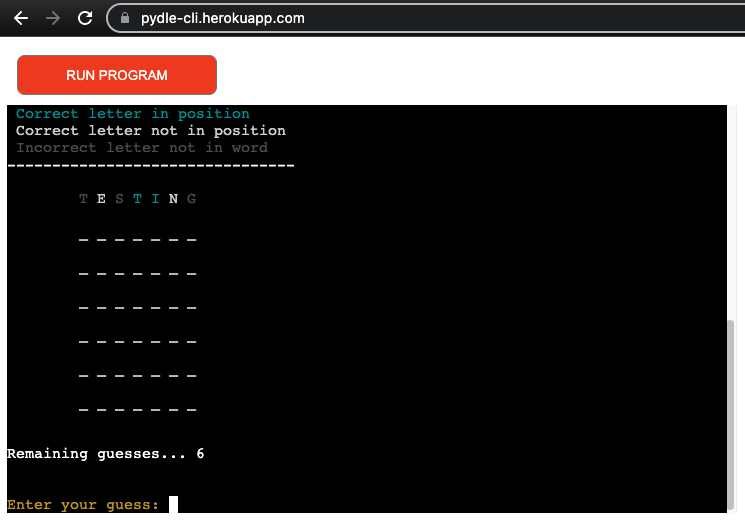 pydle-cli.herokuapp.com
RUN PROGRAM
Correct letter in position
Correct letter not in position
Incorrect letter not in word
--------------------------------
T E S T I N G
_ _ _ _ _ _ _
_ _ _ _ _ _ _
_ _ _ _ _ _ _
_ _ _ _ _ _ _
_ _ _ _ _ _ _
_ _ _ _ _ _ _
Remaining guesses... 6
Enter your guess: